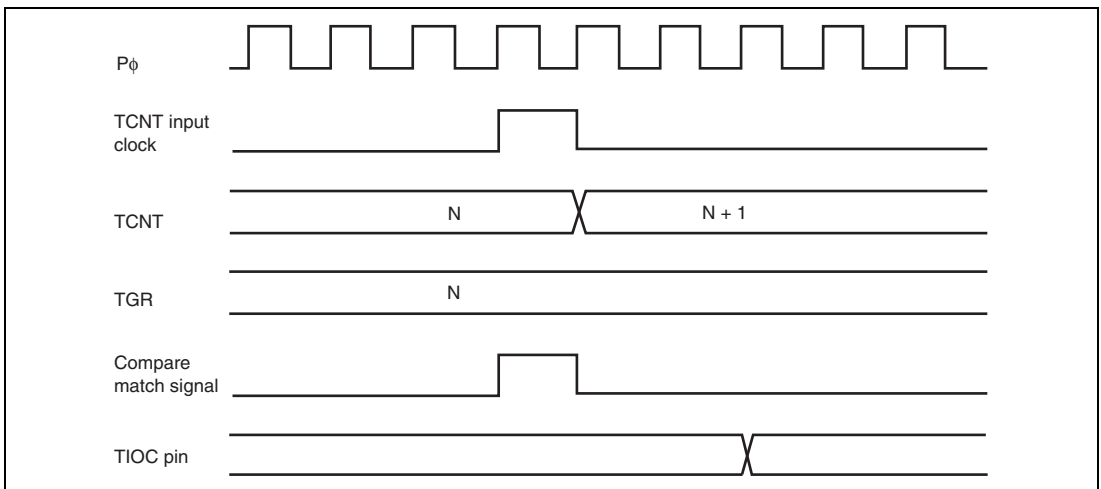 Pϕ
TCNT input
clock
TCNT
N
N + 1
TGR
N
Compare
match signal
TIOC pin